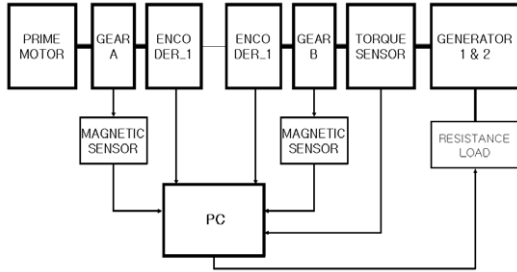 PRIME
MOTOR
GEAR
A
ENCO
DER_1
ENCO
DER_1
GEAR
B
TORQUE
SENSOR
GENERATOR
1 & 2
MAGNETIC
SENSOR
MAGNETIC
SENSOR
RESISTANCE
LOAD
PC